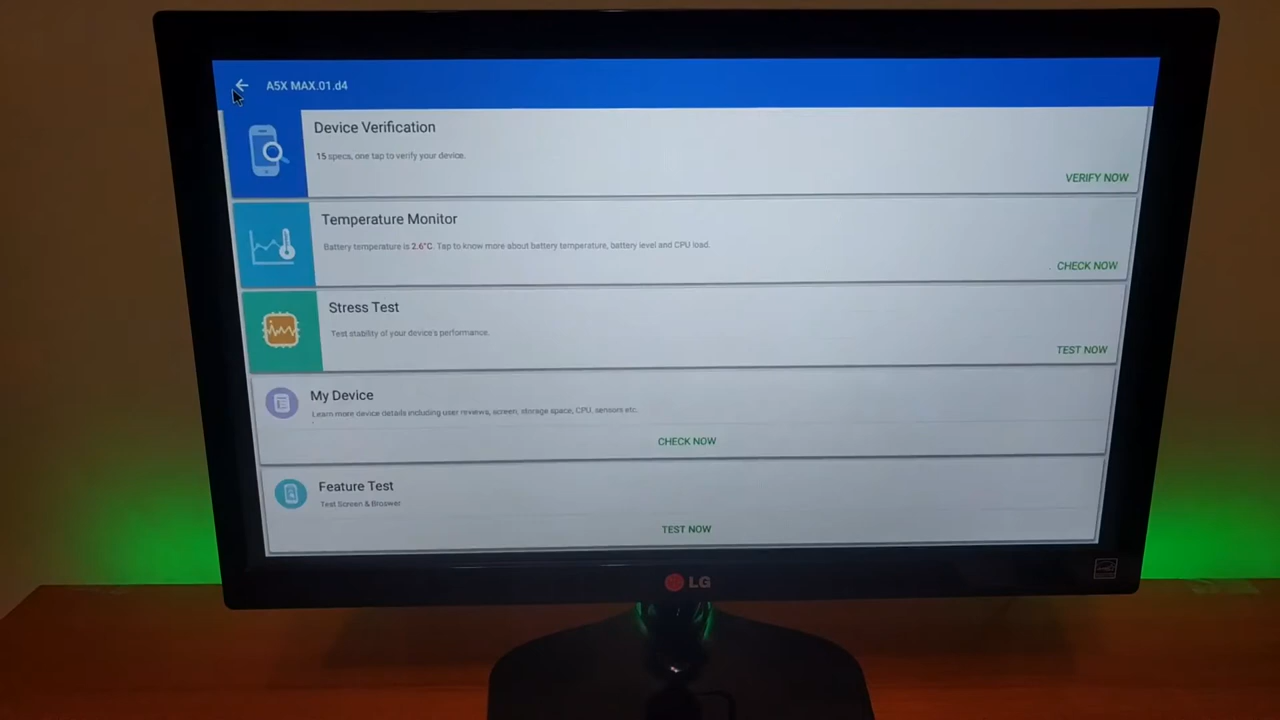 A5X MAX.01.d4
Device Verification
15 specs, one tap to verify your device.
VERIFY NOW
Temperature Monitor
Battery temperature is 2.6°C. Tap to know more about battery temperature, battery level and CPU load.
CHECK NOW
Stress Test
Test stability of your device's performance.
TEST NOW
My Device
Learn more device details including user reviews, screen, storage space, CPU, sensors etc.
CHECK NOW
Feature Test
Test Screen & Broswer
TEST NOW
LG